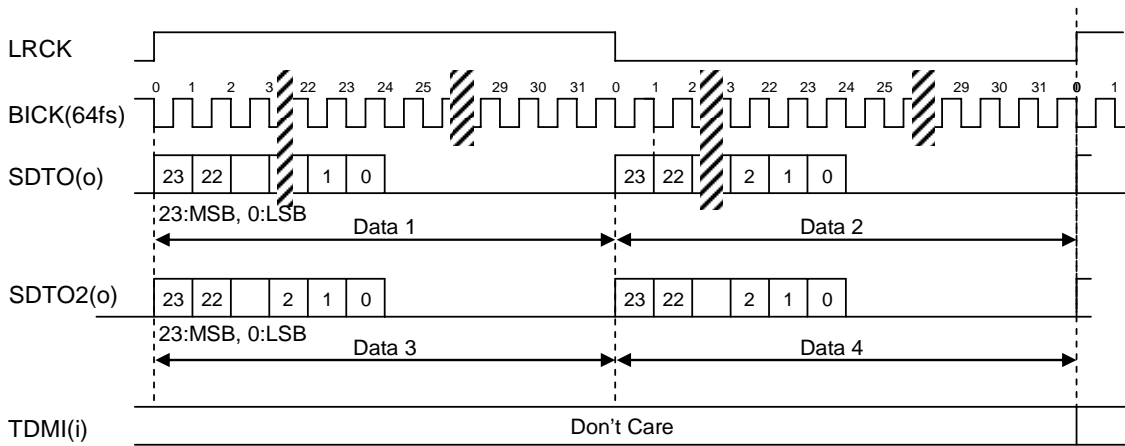 LRCK
0 1 2 3 22 23 24 25 29 30 31 0 1 2 3 22 23 24 25 29 30 31 0 1
BICK(64fs)
SDTO(o) 23 22 1 0 23 22 2 1 0
23:MSB, 0:LSB
Data 1 Data 2
SDTO2(o) 23 22 2 1 0 23 22 2 1 0
23:MSB, 0:LSB
Data 3 Data 4
TDMI(i) Don't Care